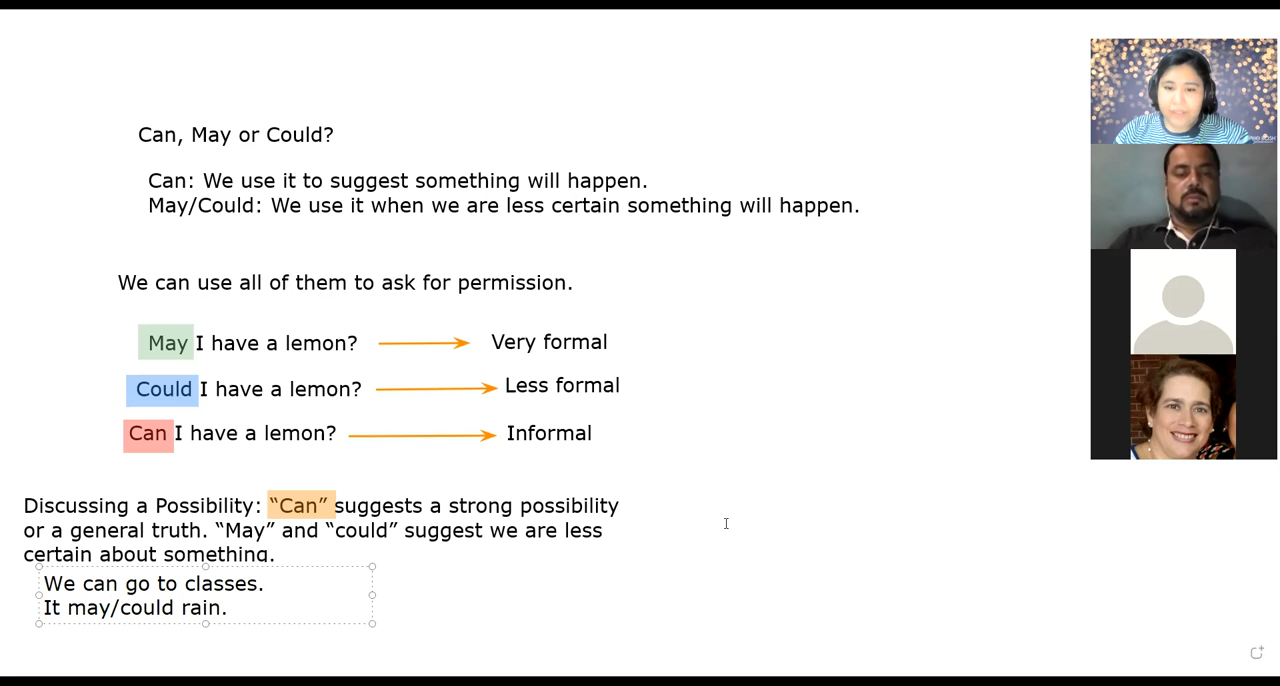 Can, May or Could?
Can: We use it to suggest something will happen.
May/Could: We use it when we are less certain something will happen.
We can use all of them to ask for permission.
May I have a lemon? Very formal
Could I have a lemon? Less formal
Can I have a lemon? Informal
Discussing a Possibility: “Can” suggests a strong possibility
or a general truth. “May” and “could” suggest we are less
certain about something.
We can go to classes.
It may/could rain.